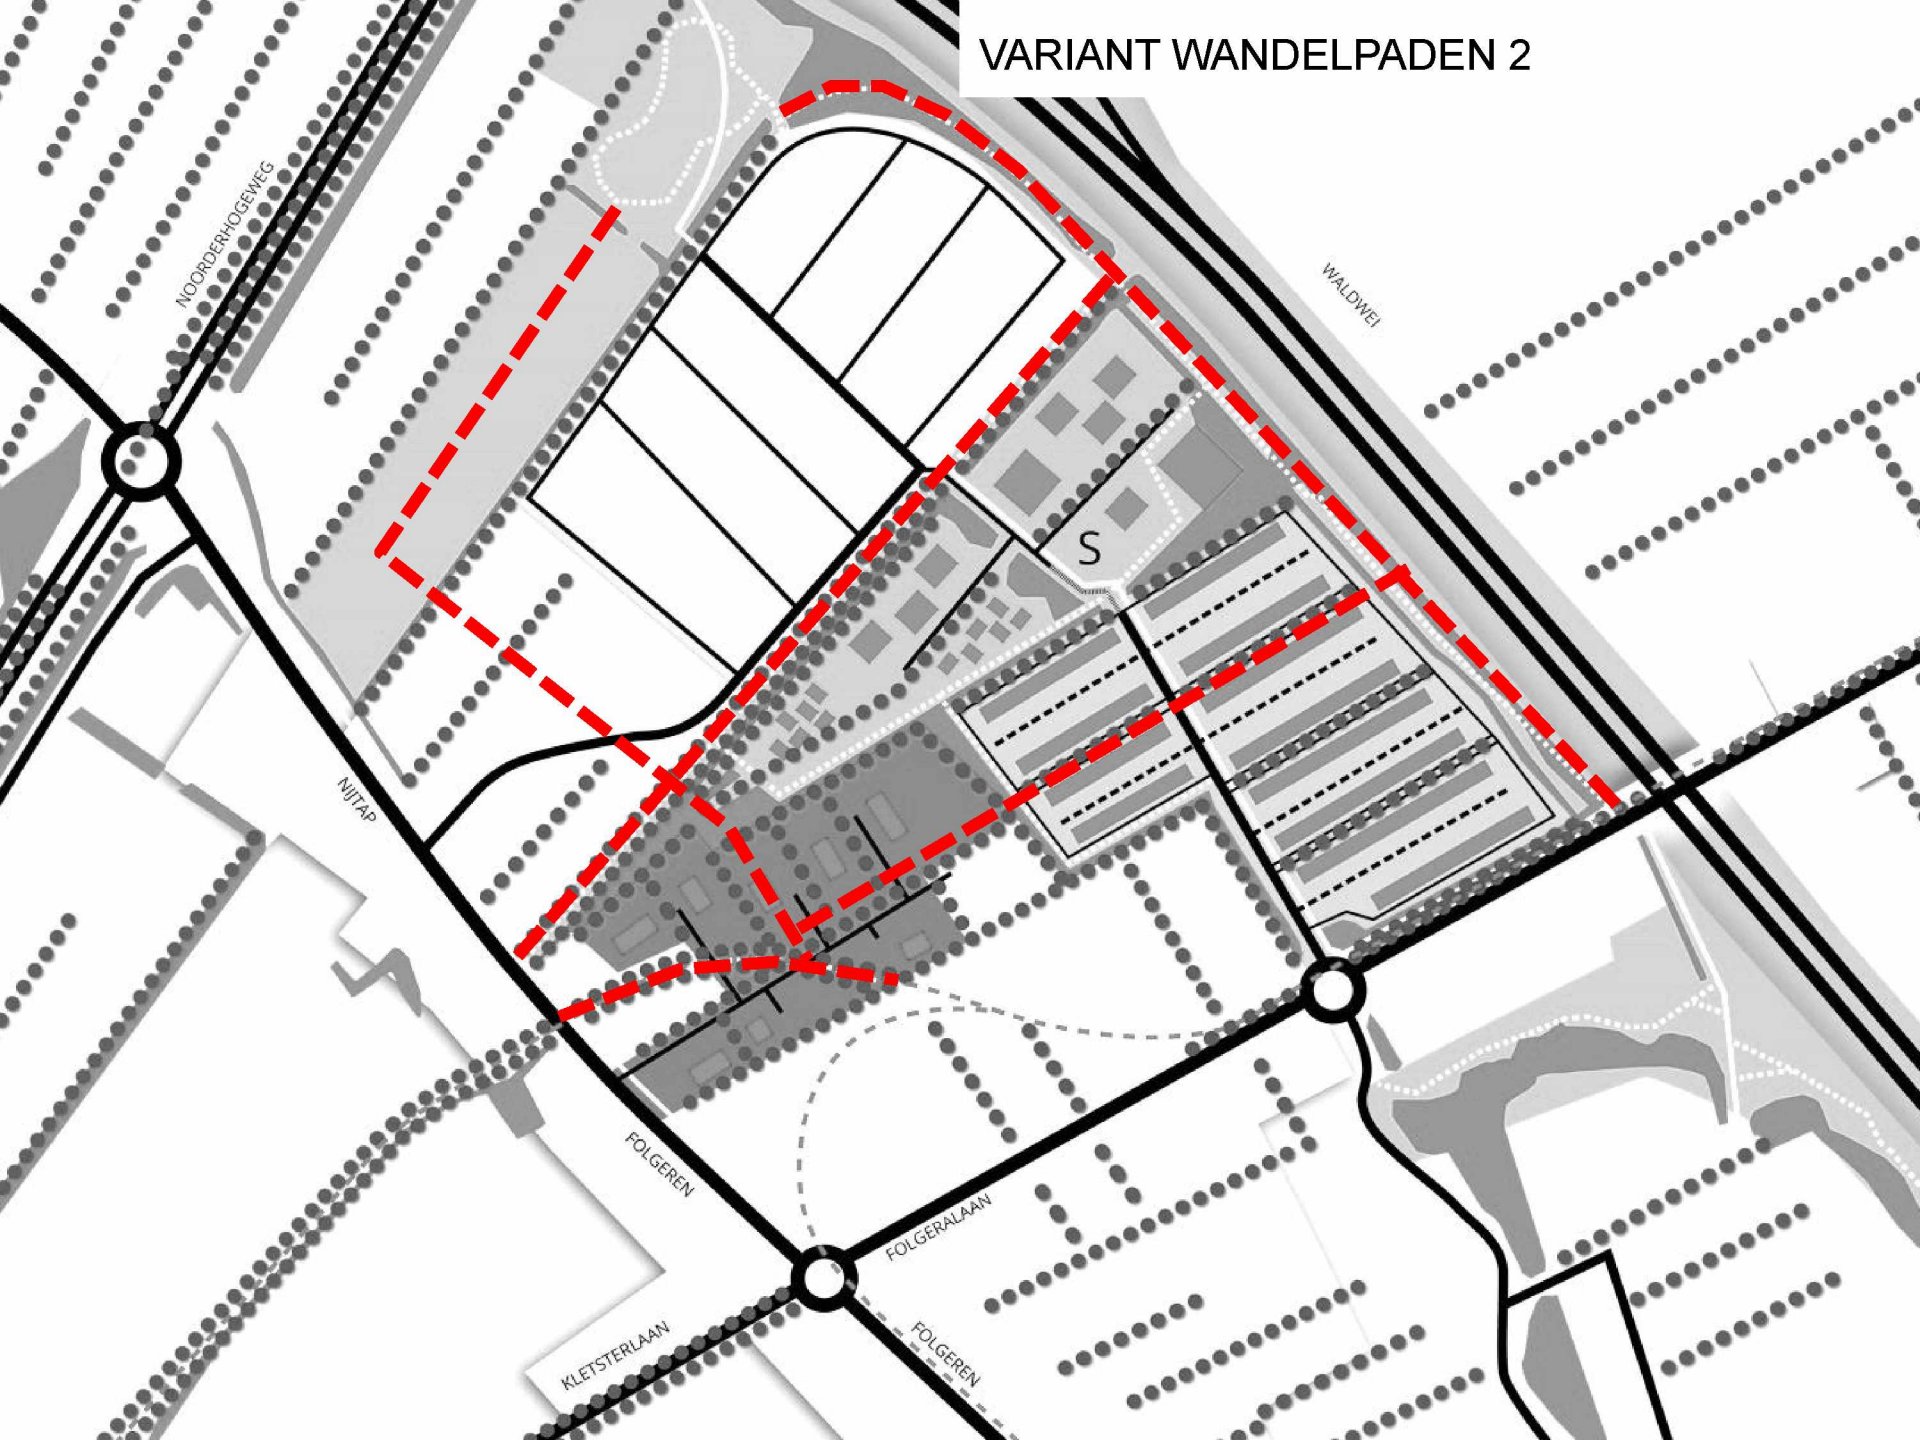 VARIANT WANDELPADEN 2
NOORDERHOGEWEG
WALDWEI
S
NIJTAP
FOLGEREN
FOLGERALAAN
KLETSTERLAAN
FOLGEREN